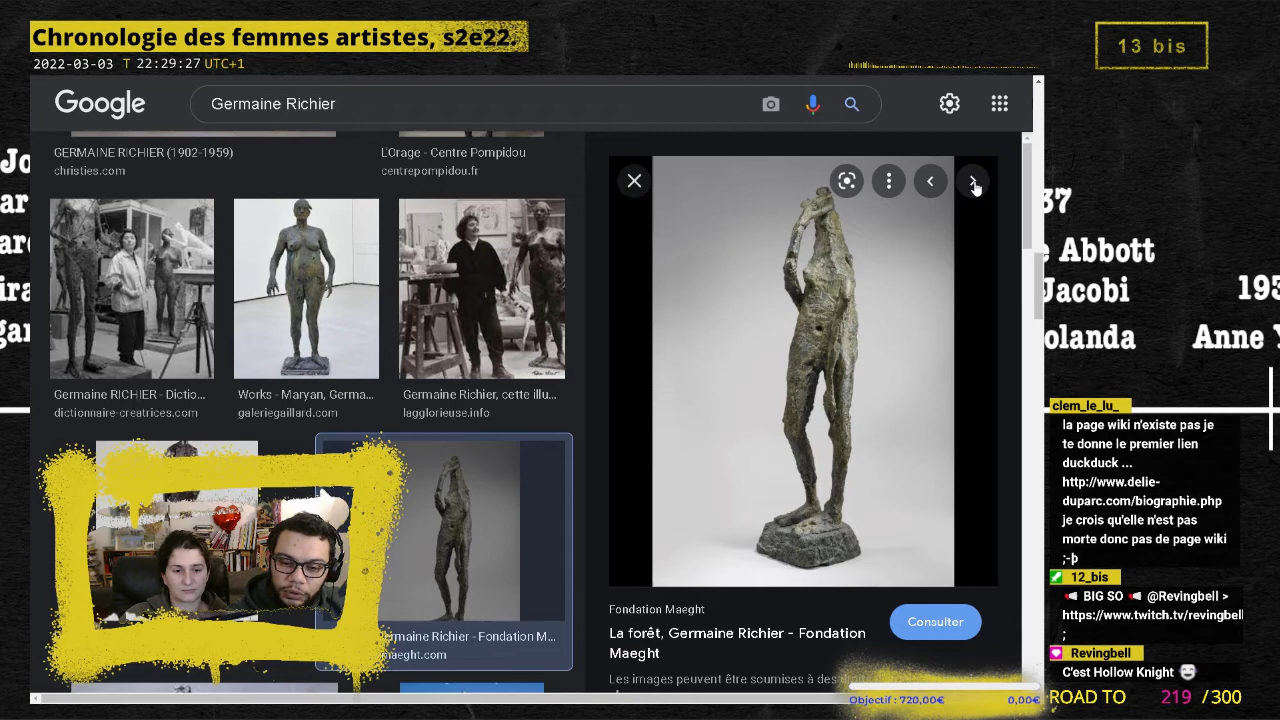 Chronologie des femmes artistes, s2e22.
2022-03-03 T 22:29:27 UTC+1
13 bis
Google
Germaine Richier
GERMAINE RICHIER (1902-1959)
christies.com
L'Orage - Centre Pompidou
centrepompidou.fr
Germaine RICHIER - Dictio...
dictionnaire-creatrices.com
Works - Maryan, Germa...
galeriegaillard.com
Germaine Richier, cette illu...
lagglorieuse.info
rmaine Richier - Fondation M...
maeght.com
Fondation Maeght
La forêt, Germaine Richier - Fondation
Maeght
Consulter
Les images peuvent être soumises à des
37
Abbott
Jacobi
193
olanda
Anne
clem_le_lu_
la page wiki n'existe pas je
te donne le premier lien
duckduck ...
http://www.delie-
duparc.com/biographie.php
je crois qu'elle n'est pas
morte donc pas de page wiki
;-þ
12_bis
BIG SO @Revingbell >
https://www.twitch.tv/revingbell
;
Revingbell
C'est Hollow Knight
Objectif : 720,00€ 0,00€
ROAD TO 219 / 300